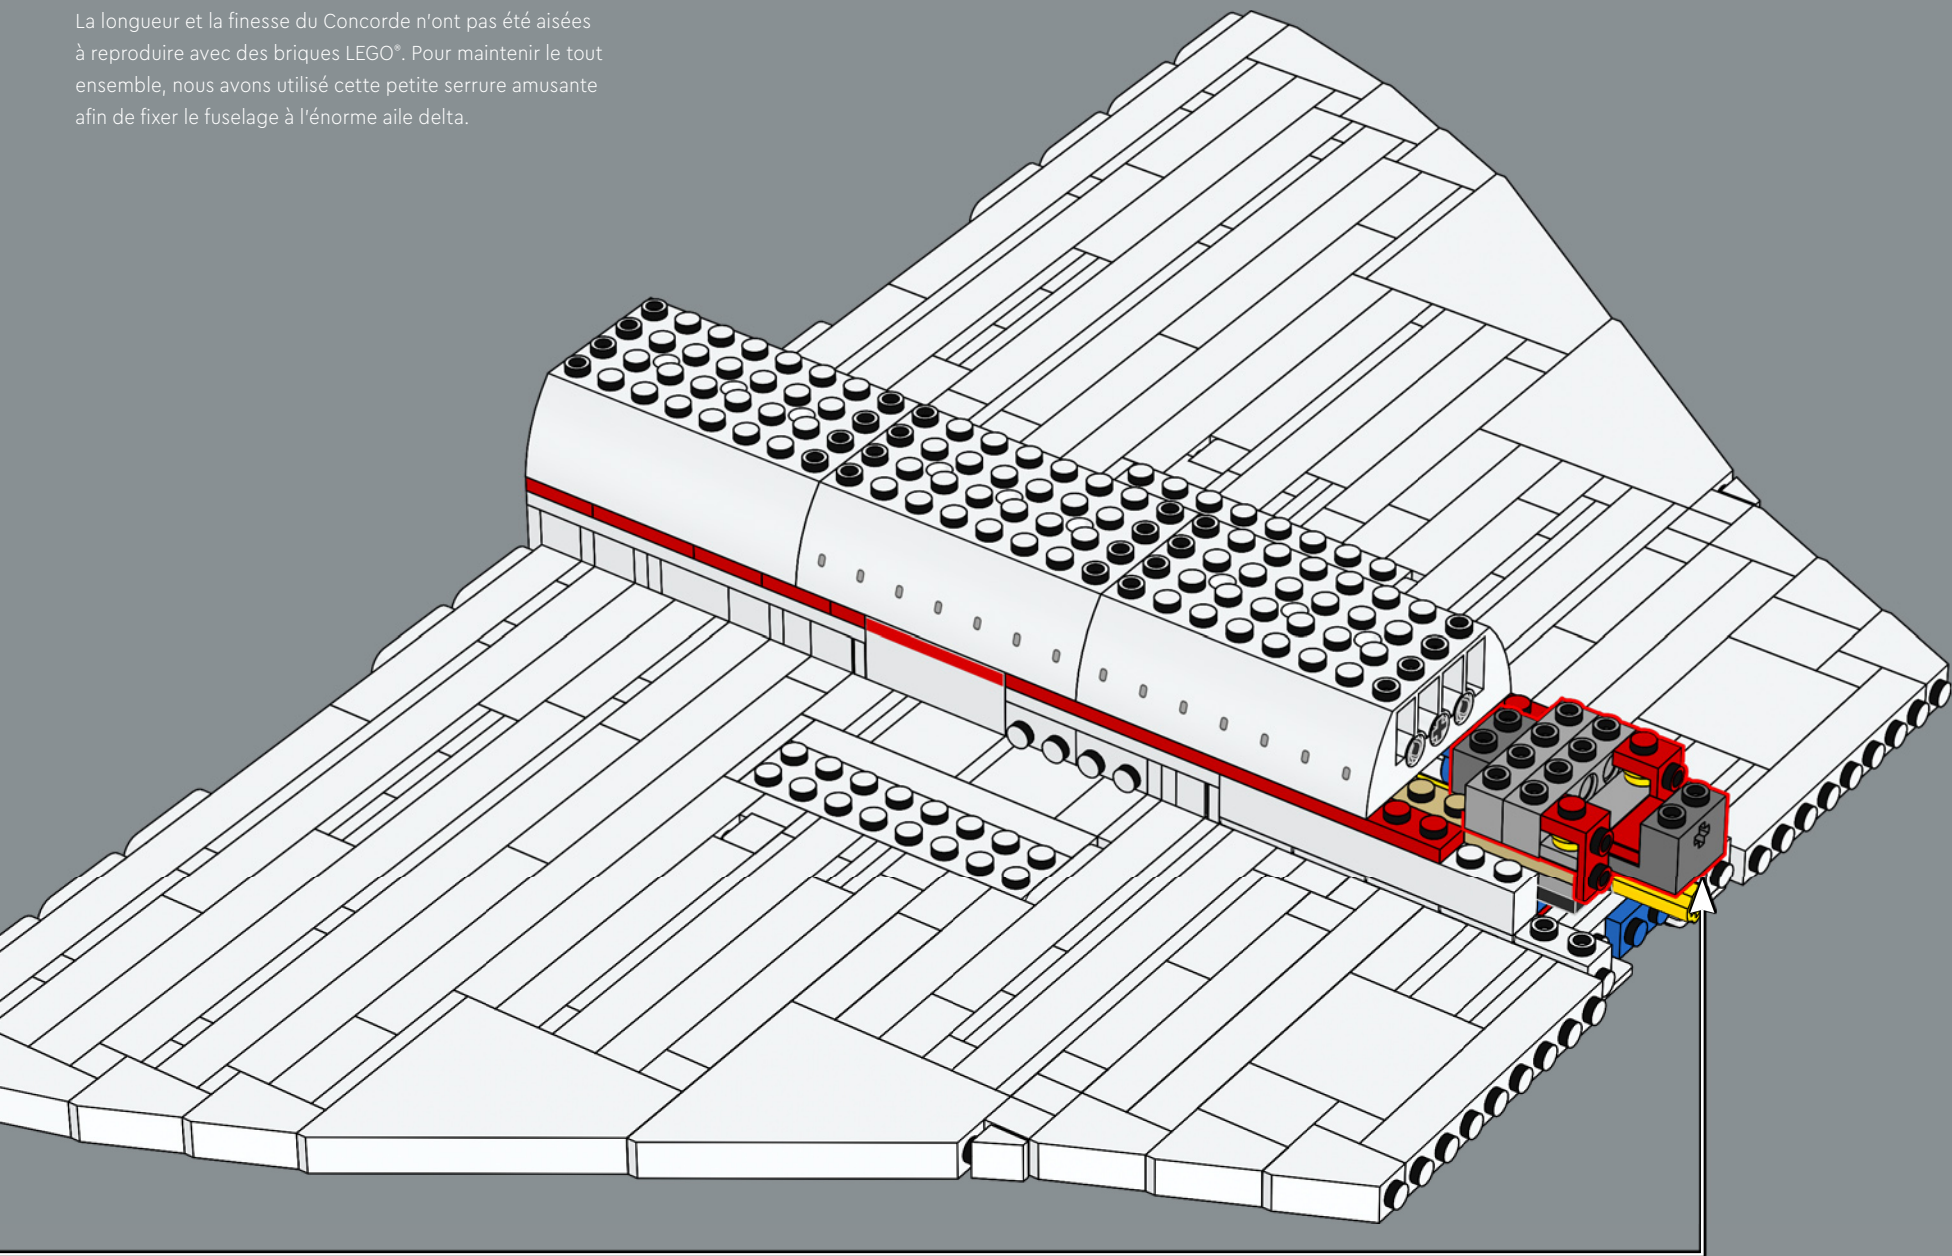 La longueur et la finesse du Concorde n'ont pas été aisées
à reproduire avec des briques LEGO®. Pour maintenir le tout
ensemble, nous avons utilisé cette petite serrure amusante
afin de fixer le fuselage à l'énorme aile delta.